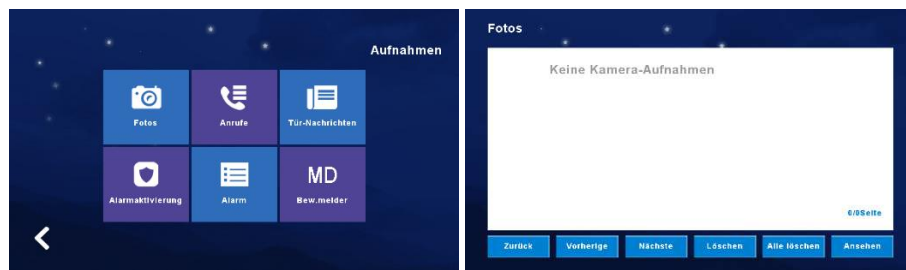 Aufnahmen
Fotos
Anrufe
Tür-Nachrichten
Alarmaktivierung
Alarm
MD
Bew.melder
Fotos
Keine Kamera-Aufnahmen
0/0Seite
Zurück
Vorherige
Nächste
Löschen
Alle löschen
Ansehen